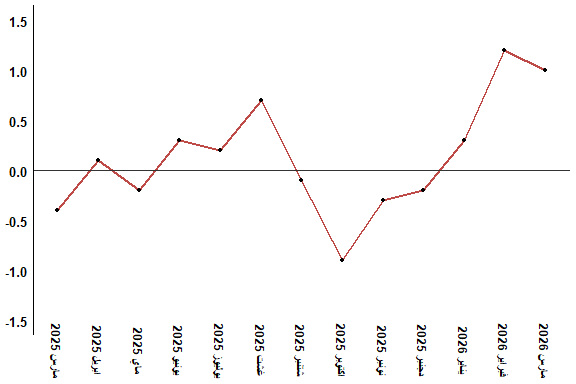 1.5
1.0
0.5
0.0
-0.5
-1.0
-1.5
مارس 2025
ابريل 2025
ماي 2025
يونيو 2025
يوليوز 2025
غشت 2025
شتنبر 2025
اكتوبر 2025
نونبر 2025
دجنبر 2025
يناير 2026
فبراير 2026
مارس 2026